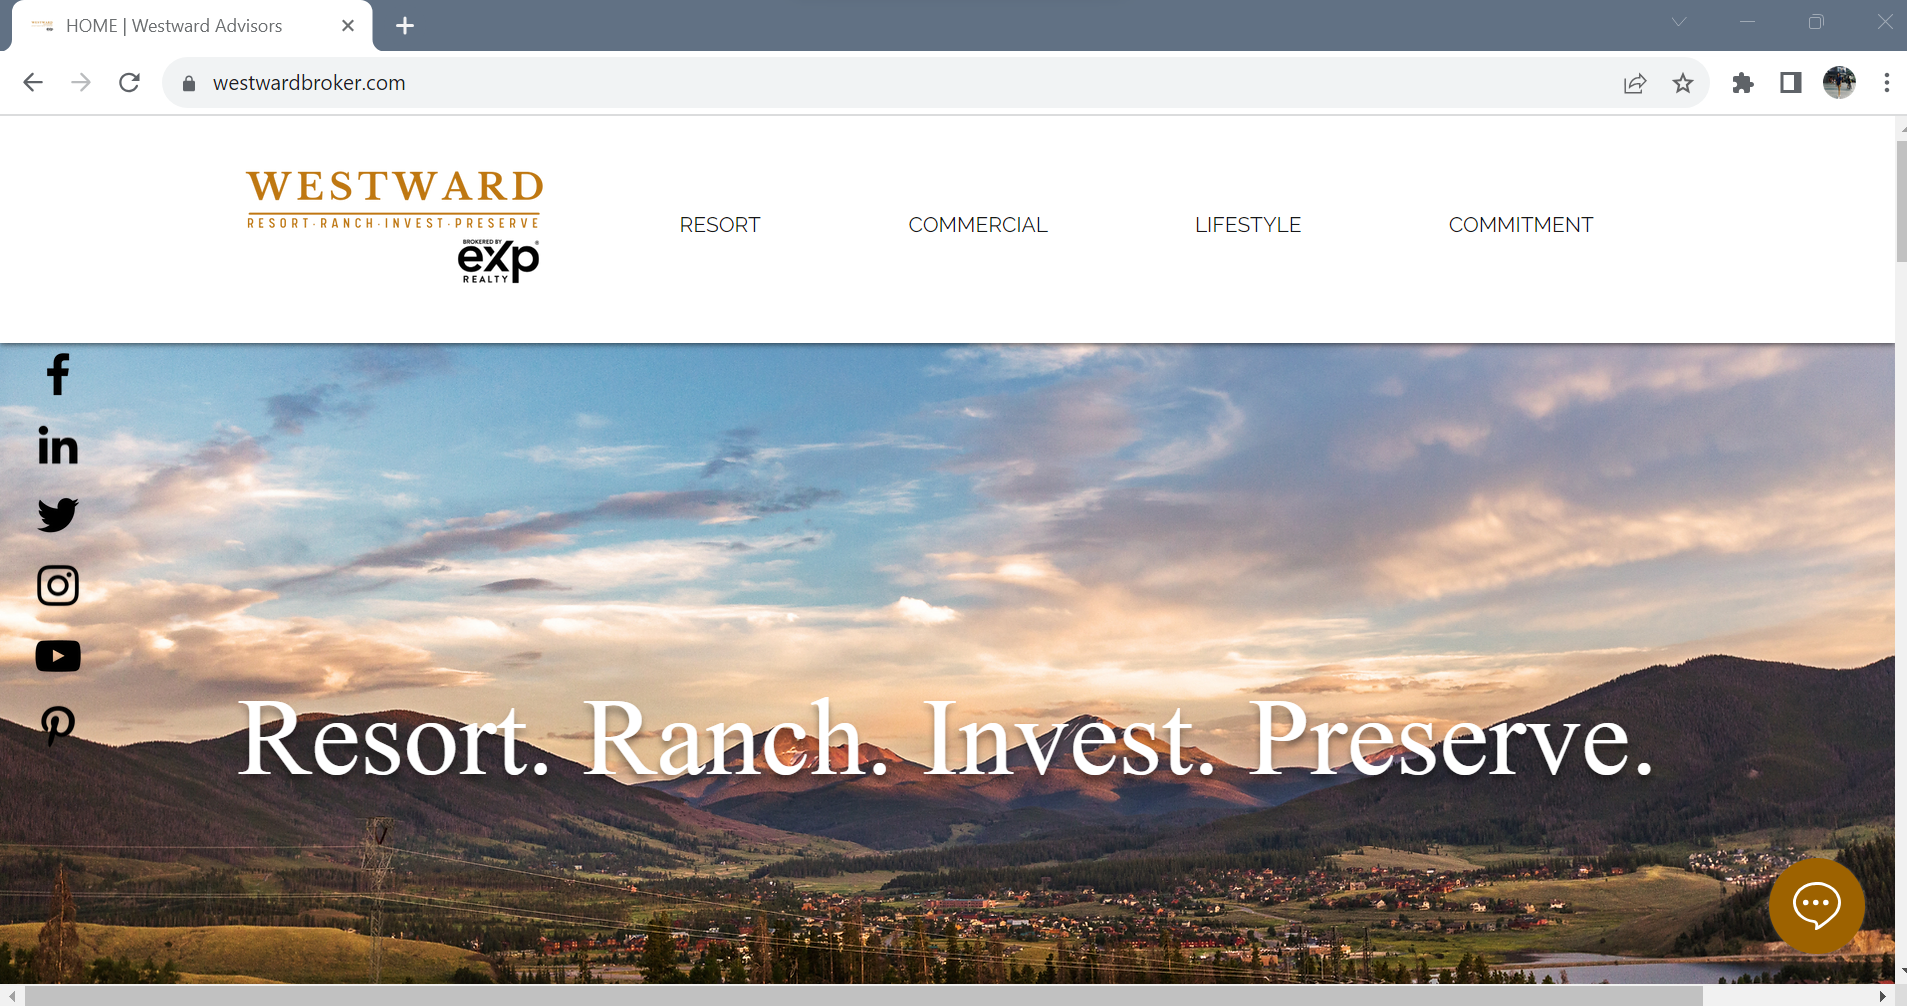 HOME | Westward Advisors
westwardbroker.com
WESTWARD
RESORT·RANCH·INVEST·PRESERVE
BROKERED BY
eXp
REALTY
RESORT
COMMERCIAL
LIFESTYLE
COMMITMENT
Resort. Ranch. Invest. Preserve.